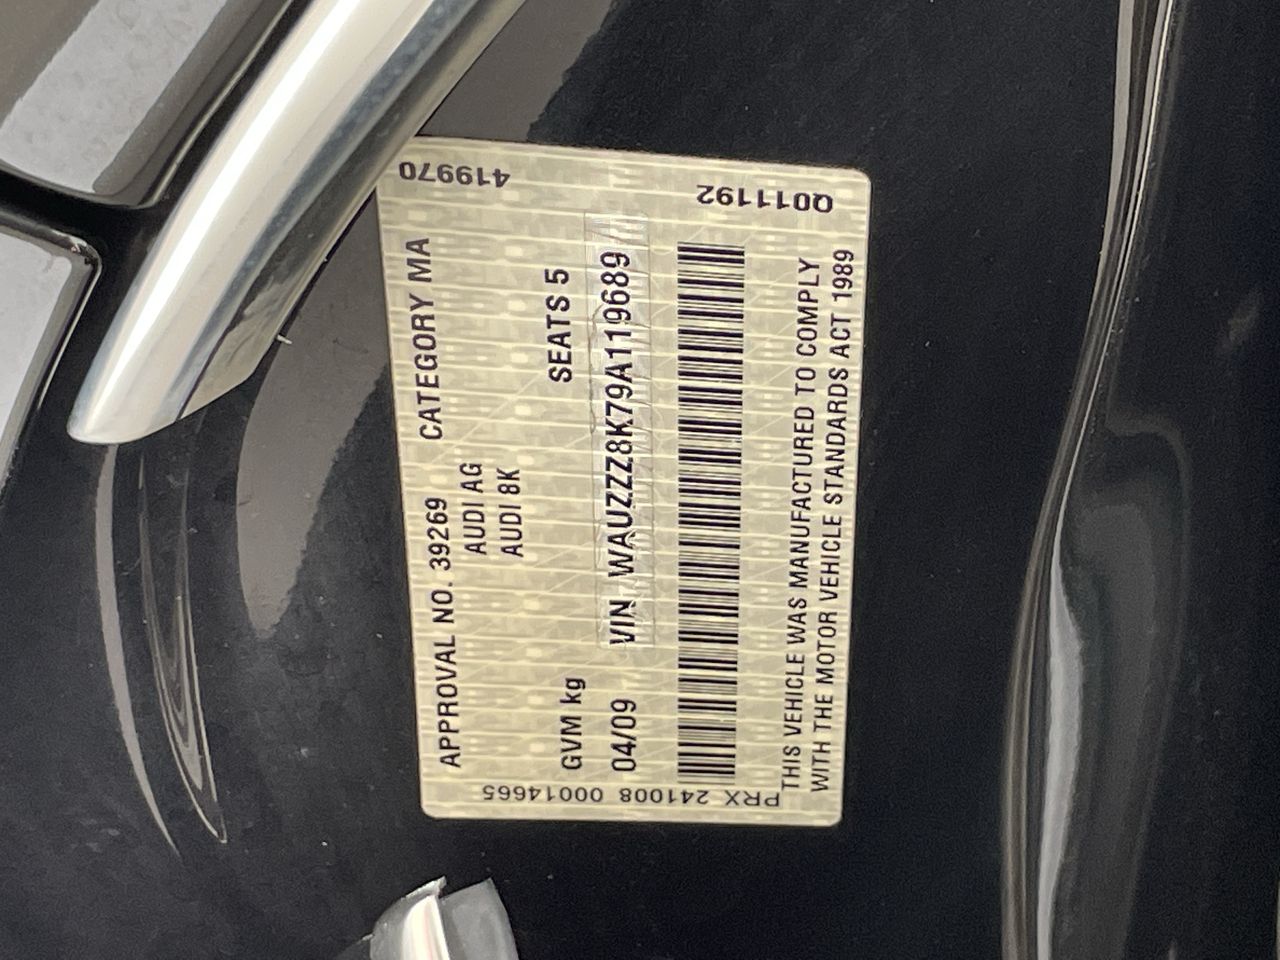 APPROVAL NO. 39269 CATEGORY MA
AUDI AG
AUDI 8K
GVM kg SEATS 5
04/09 VIN WAUZZZ8K79A119689
THIS VEHICLE WAS MANUFACTURED TO COMPLY
WITH THE MOTOR VEHICLE STANDARDS ACT 1989
419970
Q011192
PRX 241008 00014665